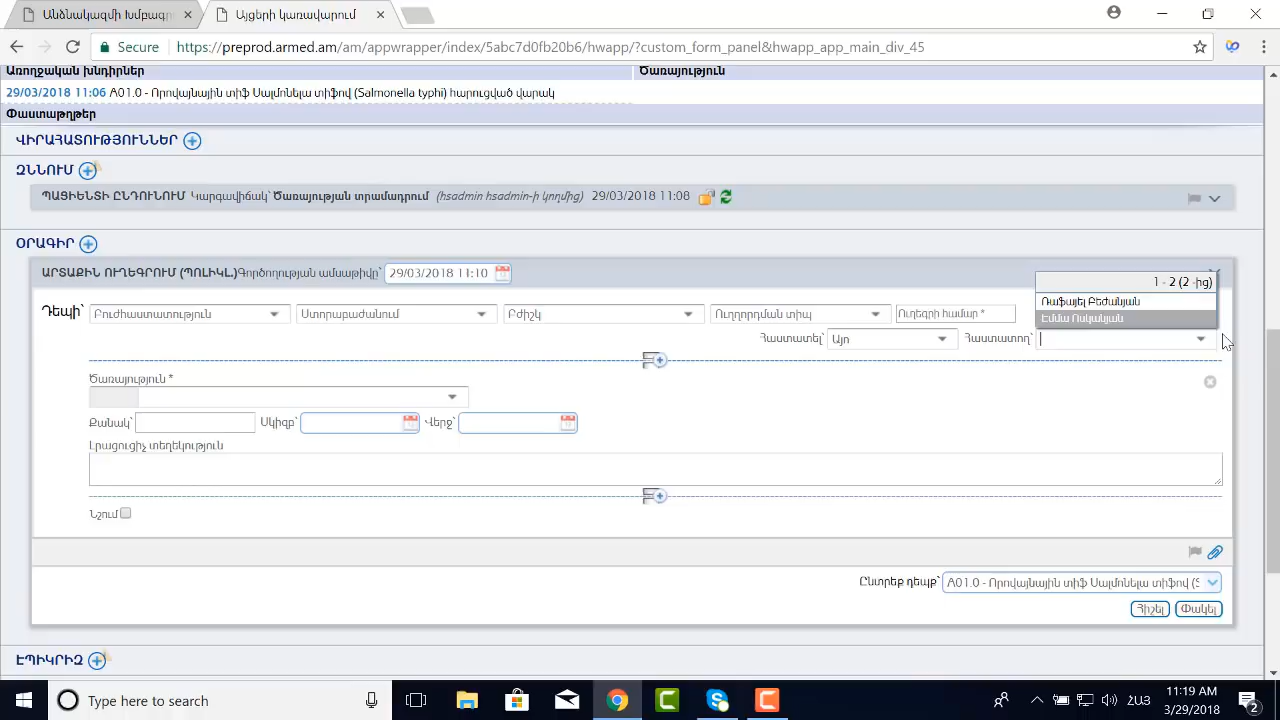 Անձնակազմի Խմբագր
Այցերի կառավարում
Secure https://preprod.armed.am/am/appwrapper/index/5abc7d0fb20b6/hwapp/?custom_form_panel&hwapp_app_main_div_45
Առողջական խնդիրներ Ծառայություն
29/03/2018 11:06 A01.0 - Որովայնային տիֆ Սալմոնելա տիֆով (Salmonella typhi) հարուցված վարակ
Փաստաթղթեր
ՎԻՐԱՀԱՏՈՒԹՅՈՒՆՆԵՐ
ԶՆՆՈՒՄ
ՊԱՑԻԵՆՏԻ ԸՆԴՈՒՆՈՒՄ Կարգավիճակ՝ Ծառայության տրամադրում (hsadmin hsadmin-ի կողմից) 29/03/2018 11:08
ՕՐԱԳԻՐ
ԱՐՏԱՔԻՆ ՈՒՂԵԳՐՈՒՄ (ՊՈԼԻԿԼ.) Գործողության ամսաթիվը՝ 29/03/2018 11:10
1 - 2 (2 -ից)
Ռաֆայել Բեժանյան
Էմմա Ոսկանյան
Դեպի՝ Բուժհաստատություն Ստորաբաժանում Բժիշկ Ուղղորդման տիպ Ուղեգրի համար *
Հաստատել՝ Այո Հաստատող՝
Ծառայություն *
Քանակ՝ Սկիզբ՝ Վերջ՝
Լրացուցիչ տեղեկություն
Նշում
Ընտրեք դեպք՝ A01.0 - Որովայնային տիֆ Սալմոնելա տիֆով (Տ
Հիշել Փակել
ԷՊԻԿՐԻԶ
Type here to search
ՀԱՅ
11:19 AM
3/29/2018
2